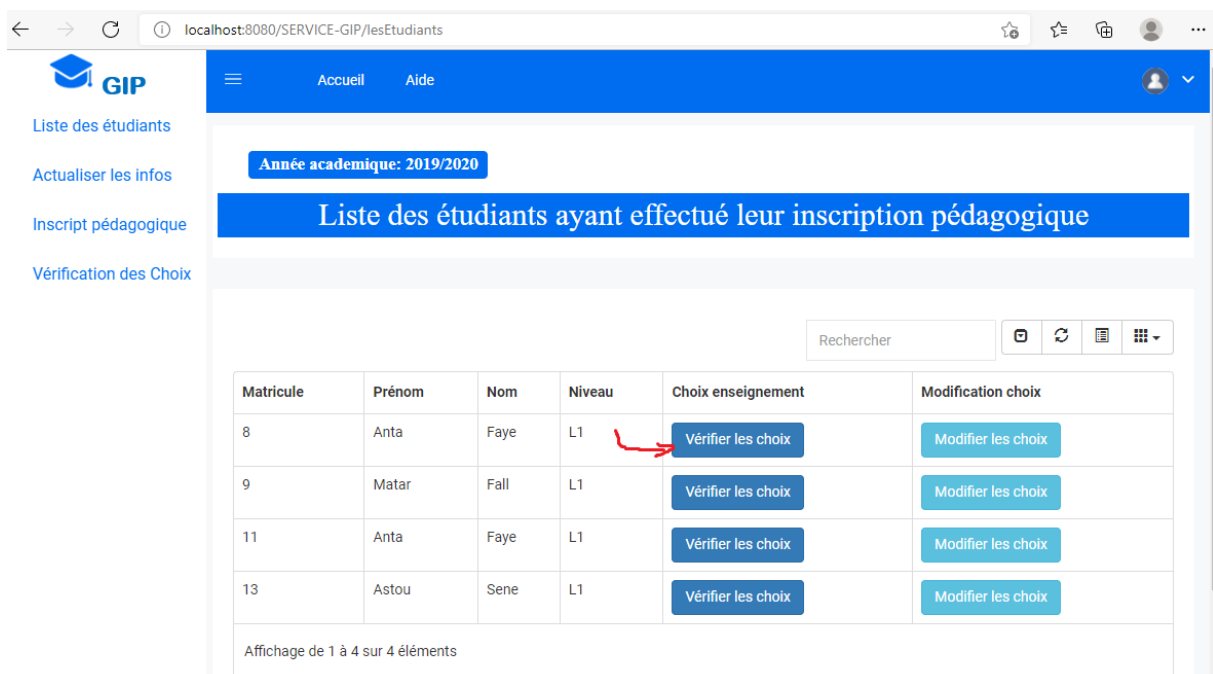 localhost:8080/SERVICE-GIP/lesEtudiants
GIP
Accueil Aide
Liste des étudiants
Actualiser les infos
Inscript pédagogique
Vérification des Choix
Année academique: 2019/2020
Liste des étudiants ayant effectué leur inscription pédagogique
Rechercher
Matricule Prénom Nom Niveau Choix enseignement Modification choix
8 Anta Faye L1 Vérifier les choix Modifier les choix
9 Matar Fall L1 Vérifier les choix Modifier les choix
11 Anta Faye L1 Vérifier les choix Modifier les choix
13 Astou Sene L1 Vérifier les choix Modifier les choix
Affichage de 1 à 4 sur 4 éléments